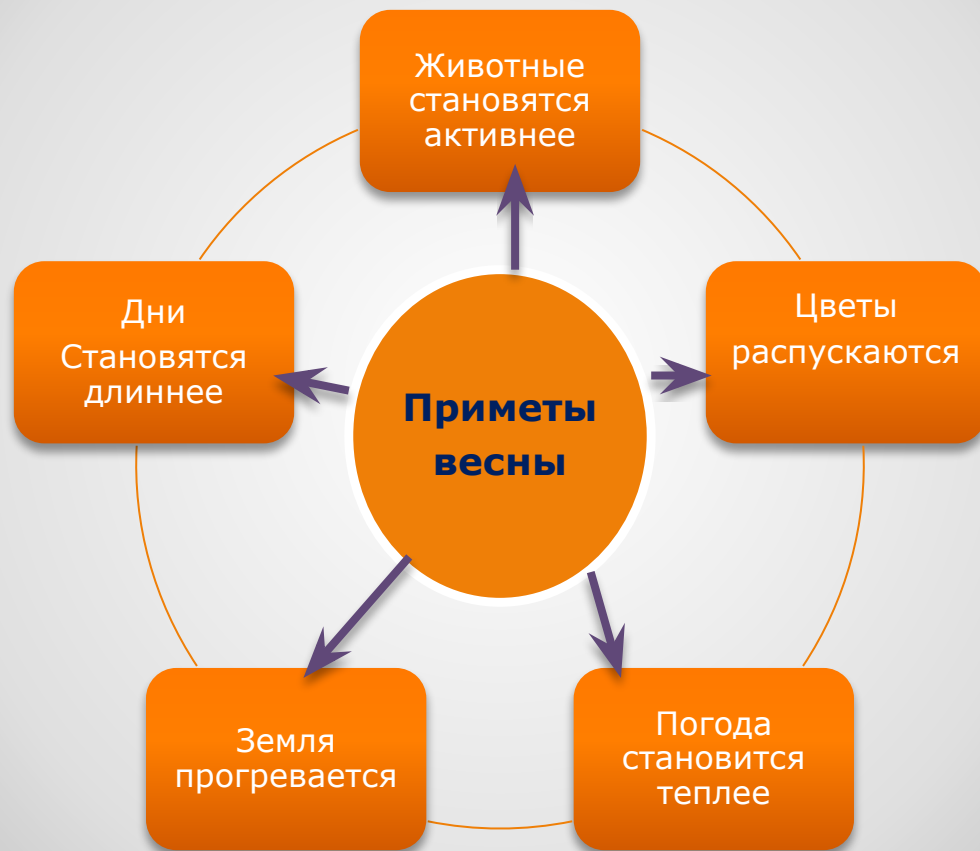 Животные
становятся
активнее
Дни
Становятся
длиннее
Цветы
распускаются
Приметы
весны
Земля
прогревается
Погода
становится
теплее